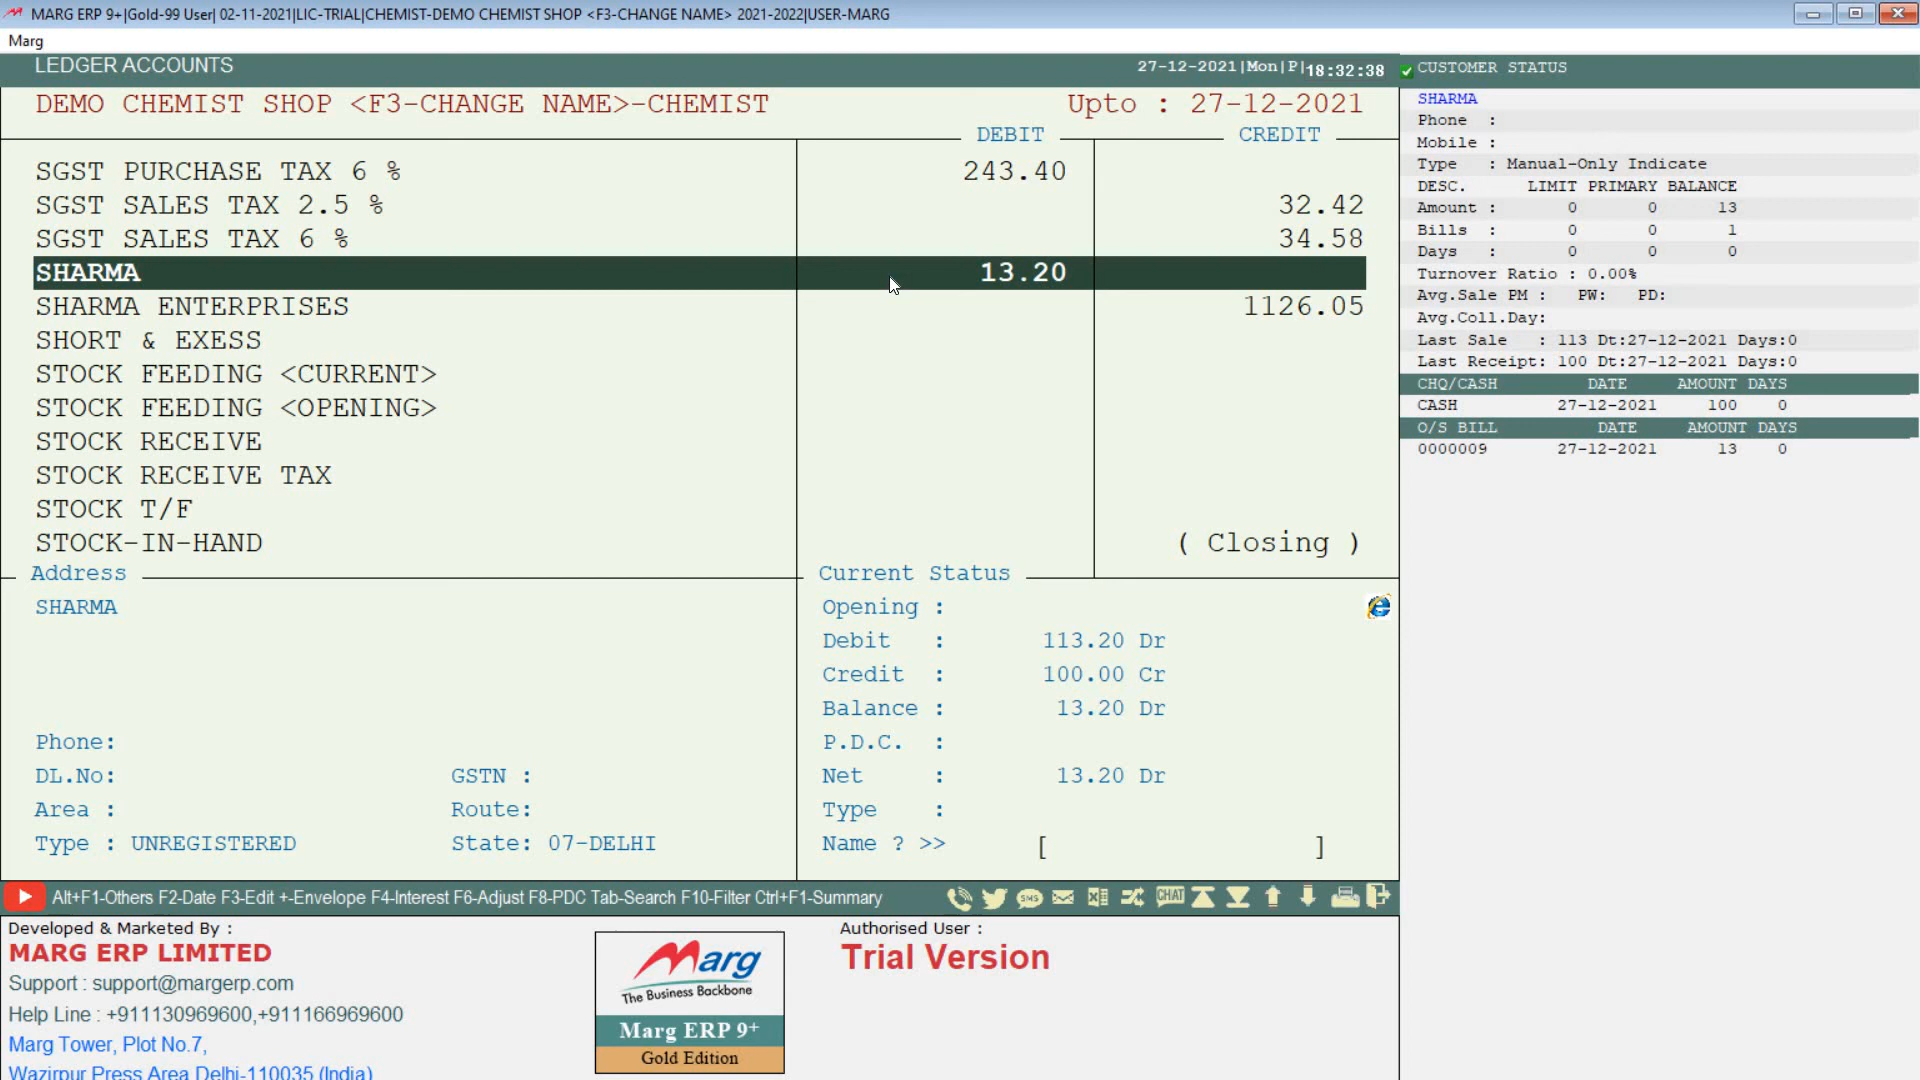 MARG ERP 9+|Gold-99 User| 02-11-2021|LIC-TRIAL|CHEMIST-DEMO CHEMIST SHOP <F3-CHANGE NAME> 2021-2022|USER-MARG
Marg
LEDGER ACCOUNTS 27-12-2021|Mon|P|18:32:38
DEMO CHEMIST SHOP <F3-CHANGE NAME>-CHEMIST Upto : 27-12-2021
DEBIT CREDIT
SGST PURCHASE TAX 6 % 243.40
SGST SALES TAX 2.5 % 32.42
SGST SALES TAX 6 % 34.58
SHARMA 13.20
SHARMA ENTERPRISES 1126.05
SHORT & EXESS
STOCK FEEDING <CURRENT>
STOCK FEEDING <OPENING>
STOCK RECEIVE
STOCK RECEIVE TAX
STOCK T/F
STOCK-IN-HAND ( Closing )
Address
SHARMA
Phone:
DL.No: GSTN :
Area : Route:
Type : UNREGISTERED State: 07-DELHI
Current Status
Opening :
Debit : 113.20 Dr
Credit : 100.00 Cr
Balance : 13.20 Dr
P.D.C. :
Net : 13.20 Dr
Type :
Name ? >> [ ]
CUSTOMER STATUS
SHARMA
Phone :
Mobile :
Type : Manual-Only Indicate
DESC. LIMIT PRIMARY BALANCE
Amount : 0 0 13
Bills : 0 0 1
Days : 0 0 0
Turnover Ratio : 0.00%
Avg.Sale PM : PW: PD:
Avg.Coll.Day:
Last Sale : 113 Dt:27-12-2021 Days:0
Last Receipt: 100 Dt:27-12-2021 Days:0
CHQ/CASH DATE AMOUNT DAYS
CASH 27-12-2021 100 0
O/S BILL DATE AMOUNT DAYS
0000009 27-12-2021 13 0
Alt+F1-Others F2-Date F3-Edit +-Envelope F4-Interest F6-Adjust F8-PDC Tab-Search F10-Filter Ctrl+F1-Summary
SMS
CHAT
Developed & Marketed By :
MARG ERP LIMITED
Support : support@margerp.com
Help Line : +911130969600,+911166969600
Marg Tower, Plot No.7,
Wazirpur Press Area Delhi-110035 (India)
Marg
The Business Backbone
Marg ERP 9+
Gold Edition
Authorised User :
Trial Version